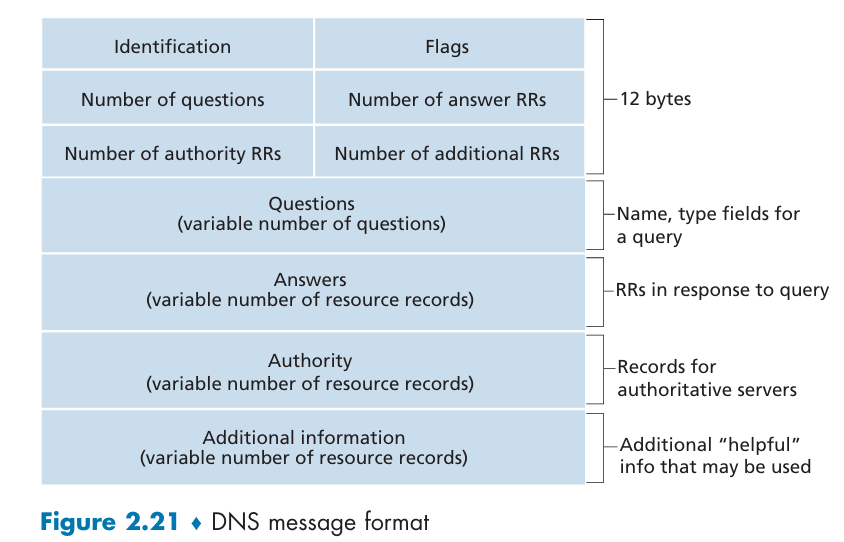 Identification
Flags
Number of questions
Number of answer RRs
12 bytes
Number of authority RRs
Number of additional RRs
Questions
(variable number of questions)
Name, type fields for
a query
Answers
(variable number of resource records)
RRs in response to query
Authority
(variable number of resource records)
Records for
authoritative servers
Additional information
(variable number of resource records)
Additional “helpful”
info that may be used
Figure 2.21 ♦ DNS message format